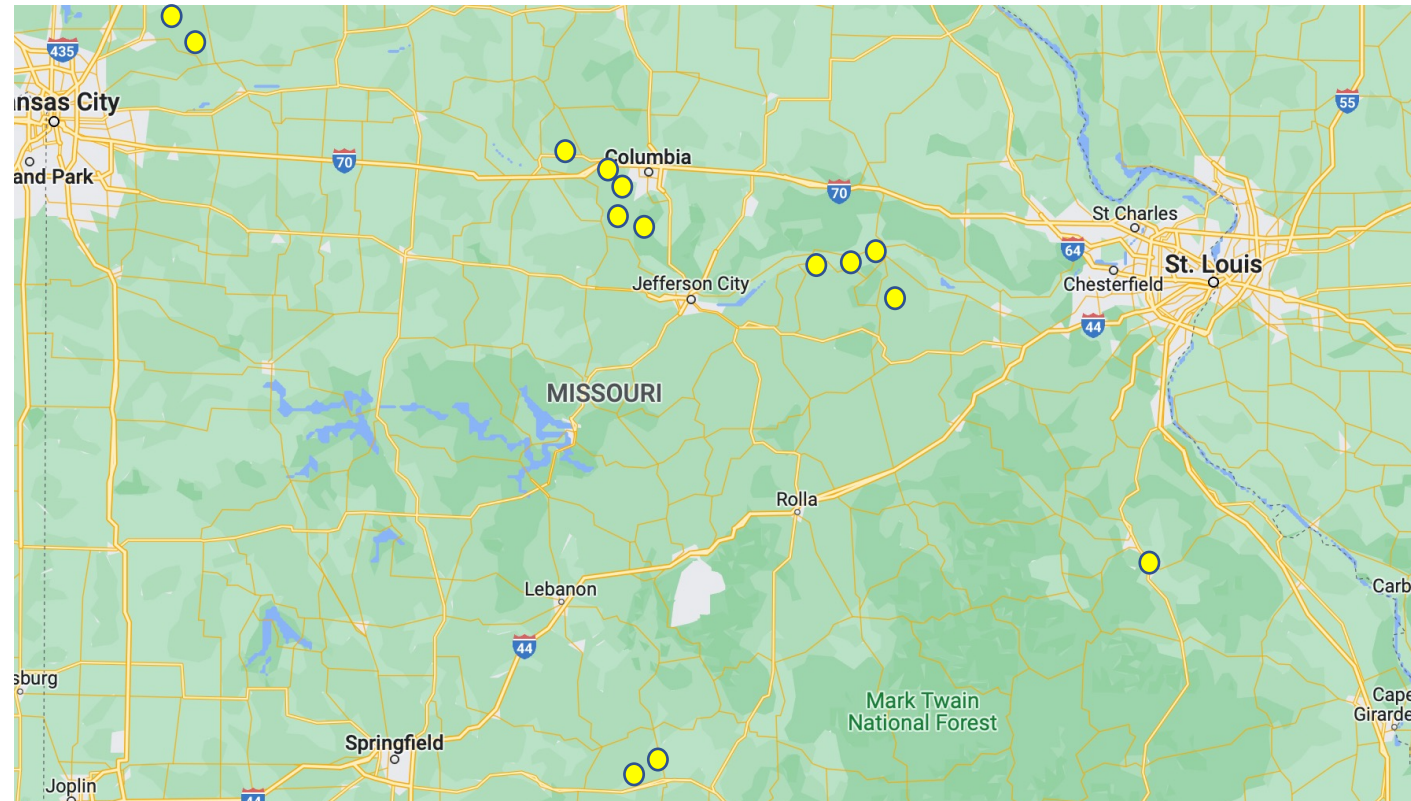 435
ansas City
55
70
Columbia
and Park
70
St Charles
64
St. Louis
Jefferson City
Chesterfield
44
MISSOURI
Rolla
Lebanon
Carb
44
sburg
Mark Twain
National Forest
Cape
Girarde
Springfield
Joplin
44